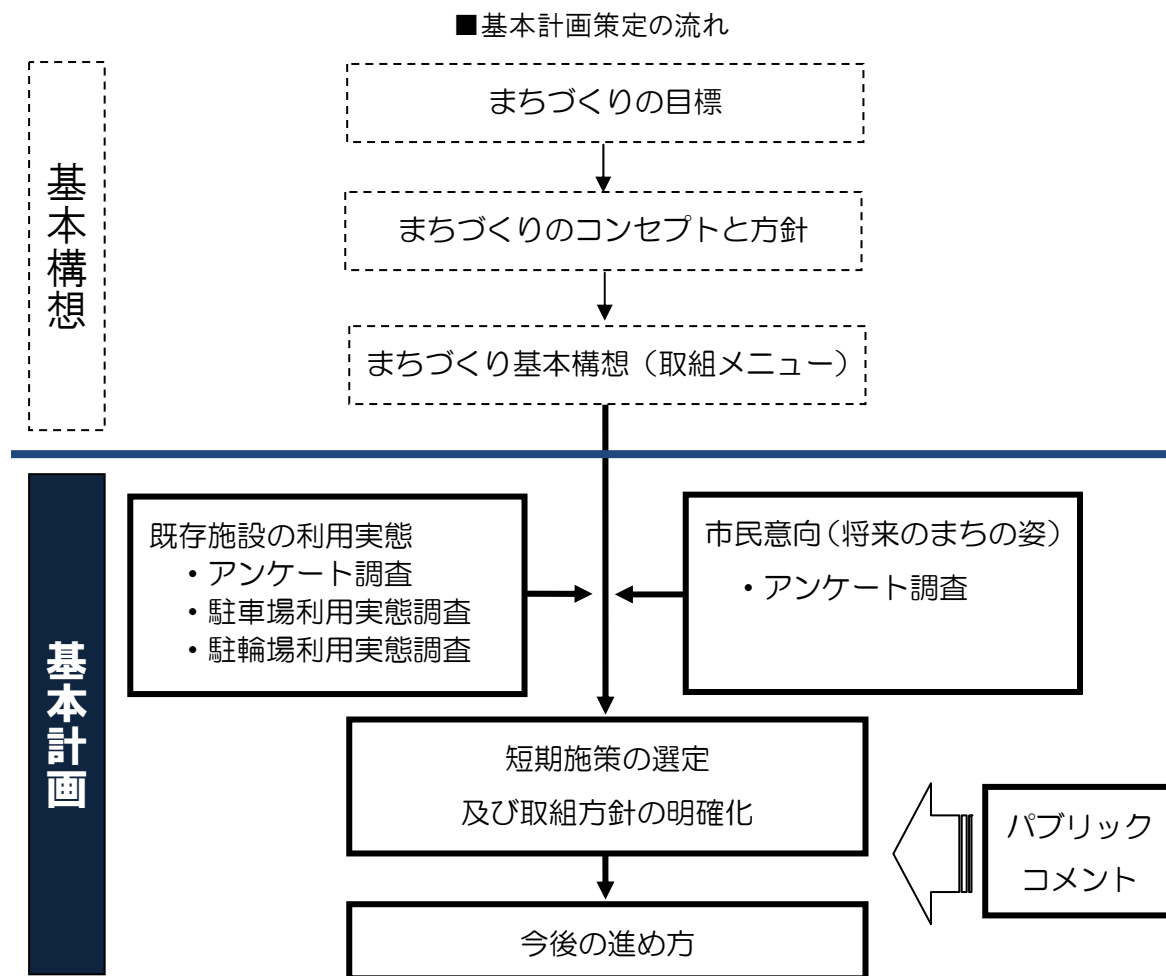 ■基本計画策定の流れ
基本構想
まちづくりの目標
まちづくりのコンセプトと方針
まちづくり基本構想（取組メニュー）
基本計画
既存施設の利用実態
・アンケート調査
・駐車場利用実態調査
・駐輪場利用実態調査
市民意向（将来のまちの姿）
・アンケート調査
短期施策の選定
及び取組方針の明確化
パブリック
コメント
今後の進め方